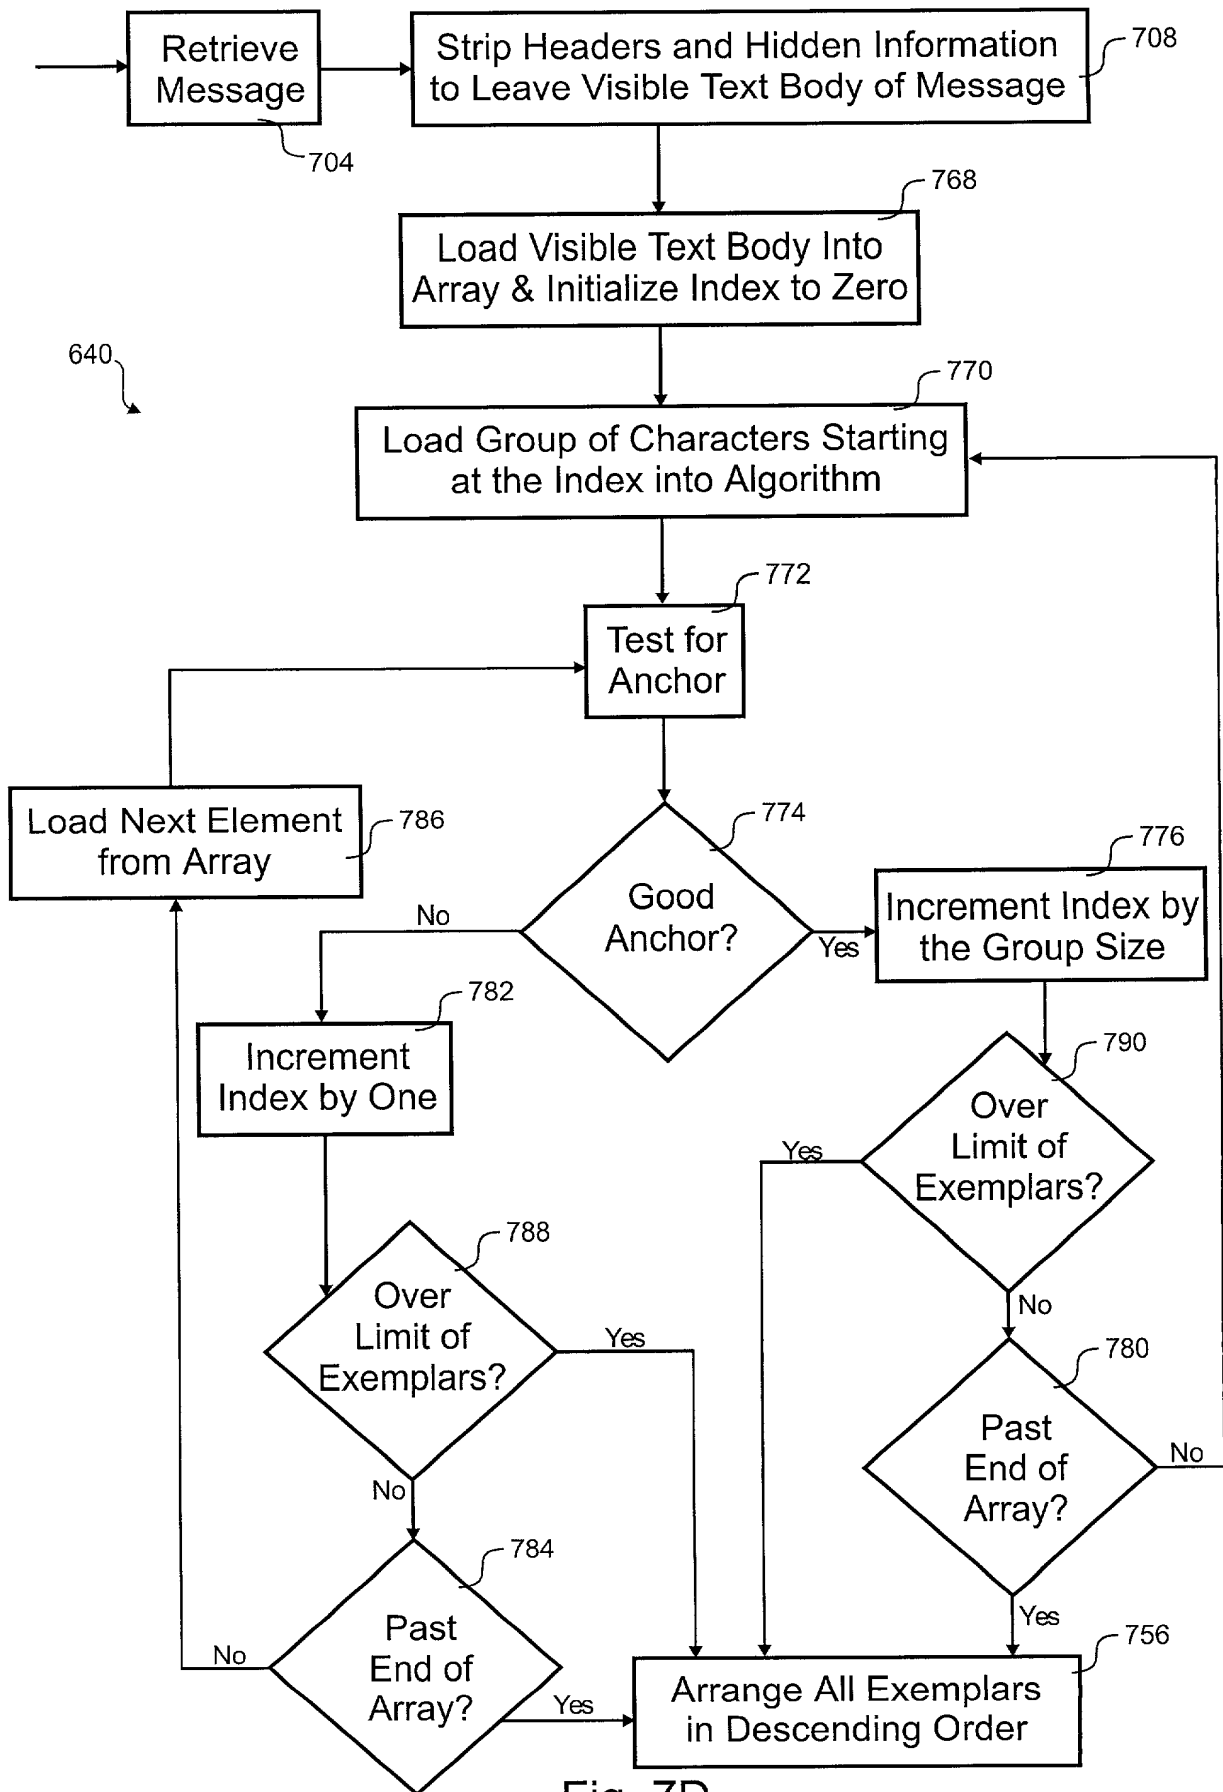 Retrieve
Message
704
Strip Headers and Hidden Information
to Leave Visible Text Body of Message
708
768
Load Visible Text Body Into
Array & Initialize Index to Zero
640
770
Load Group of Characters Starting
at the Index into Algorithm
772
Test for
Anchor
Load Next Element
from Array
786
774
Good
Anchor?
No
Yes
776
Increment Index by
the Group Size
782
Increment
Index by One
790
Over
Limit of
Exemplars?
Yes
No
788
Over
Limit of
Exemplars?
Yes
No
780
Past
End of
Array?
No
Yes
784
Past
End of
Array?
No
Yes
756
Arrange All Exemplars
in Descending Order